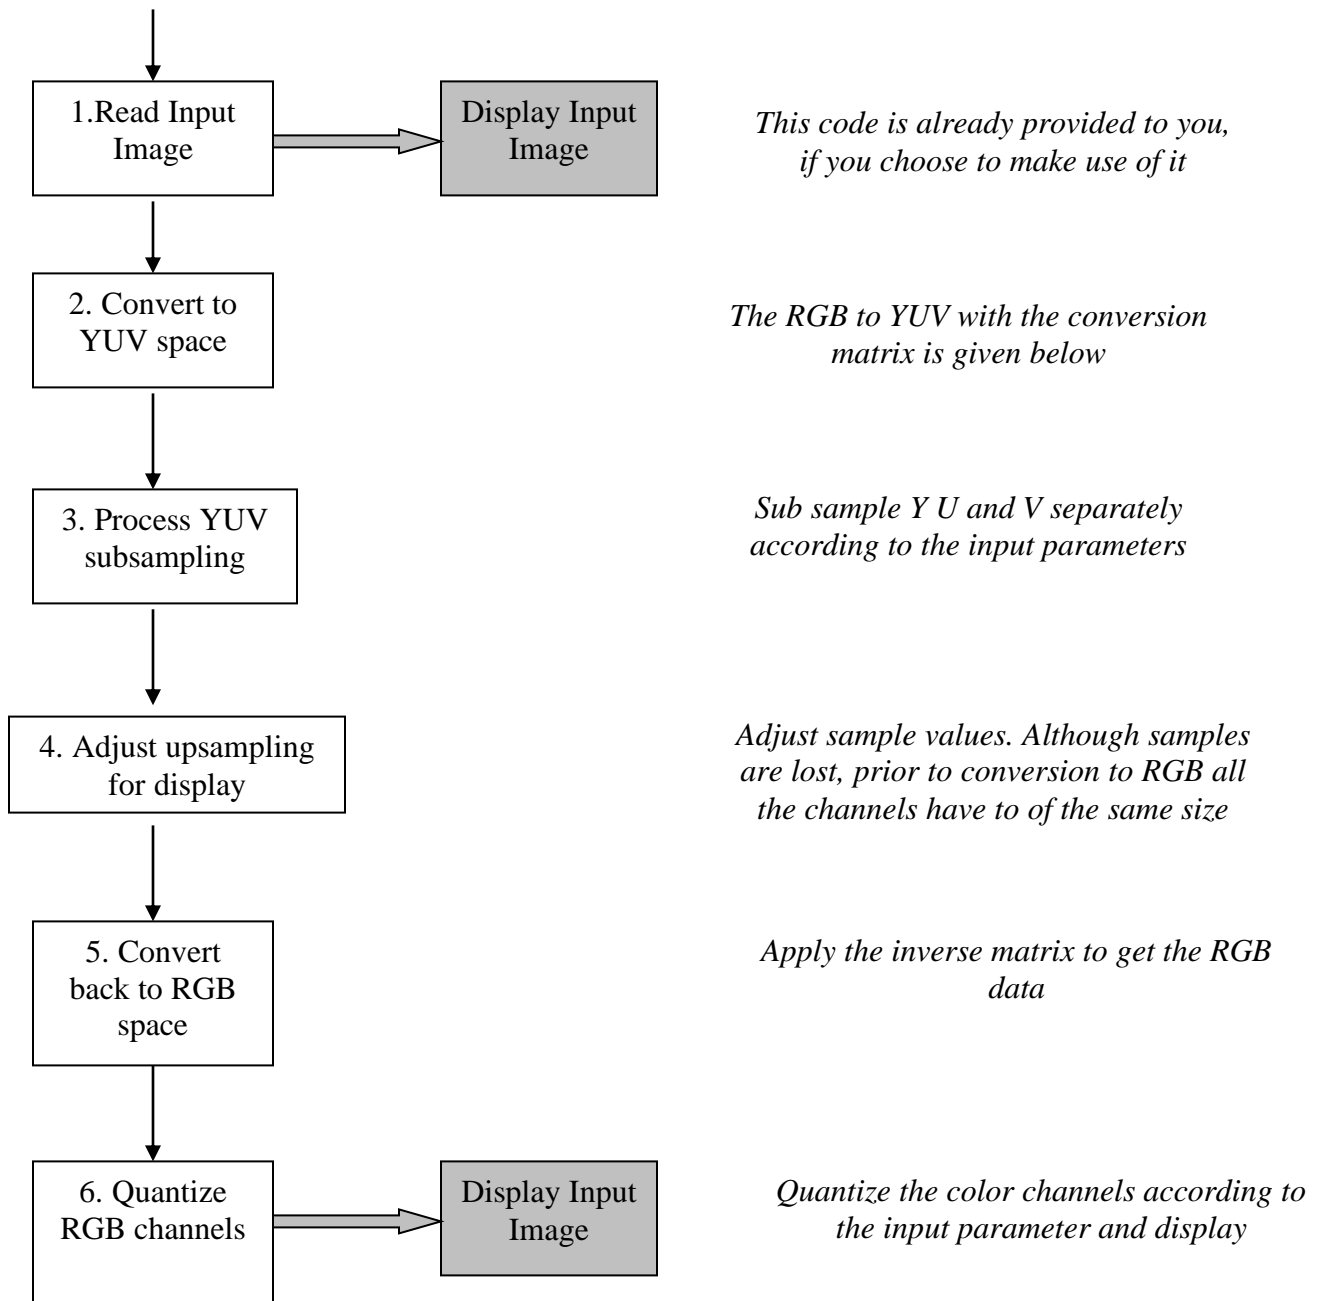 1.Read Input
Image
Display Input
Image
This code is already provided to you,
if you choose to make use of it
2. Convert to
YUV space
The RGB to YUV with the conversion
matrix is given below
3. Process YUV
subsampling
Sub sample Y U and V separately
according to the input parameters
4. Adjust upsampling
for display
Adjust sample values. Although samples
are lost, prior to conversion to RGB all
the channels have to of the same size
5. Convert
back to RGB
space
Apply the inverse matrix to get the RGB
data
6. Quantize
RGB channels
Display Input
Image
Quantize the color channels according to
the input parameter and display